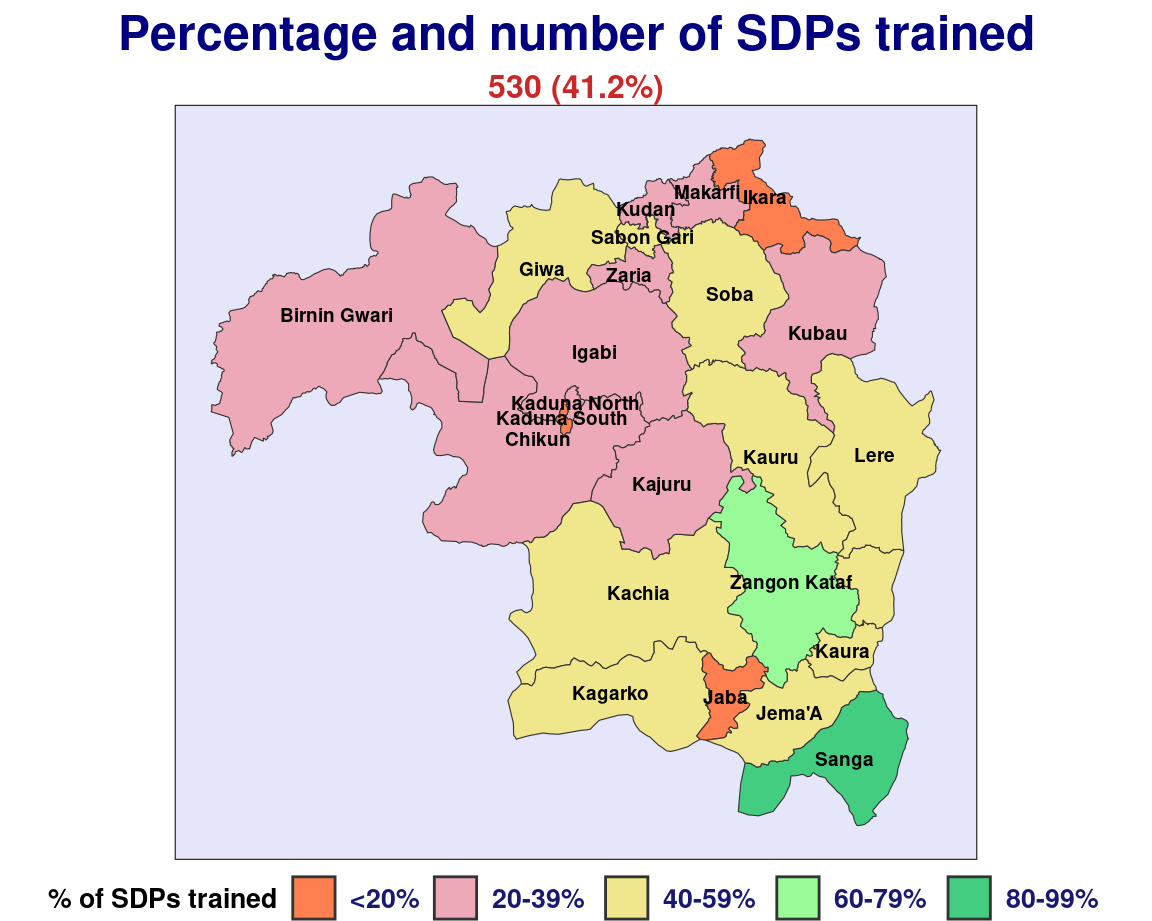 Percentage and number of SDPs trained
530 (41.2%)
Makarfi
Ikara
Kudan
Sabon Gari
Giwa
Zaria
Soba
Birnin Gwari
Kubau
Igabi
Kaduna North
Kaduna South
Chikun
Kauru
Lere
Kajuru
Zangon Kataf
Kachia
Kaura
Kagarko
Jaba
Jema'A
Sanga
% of SDPs trained <20% 20-39% 40-59% 60-79% 80-99%